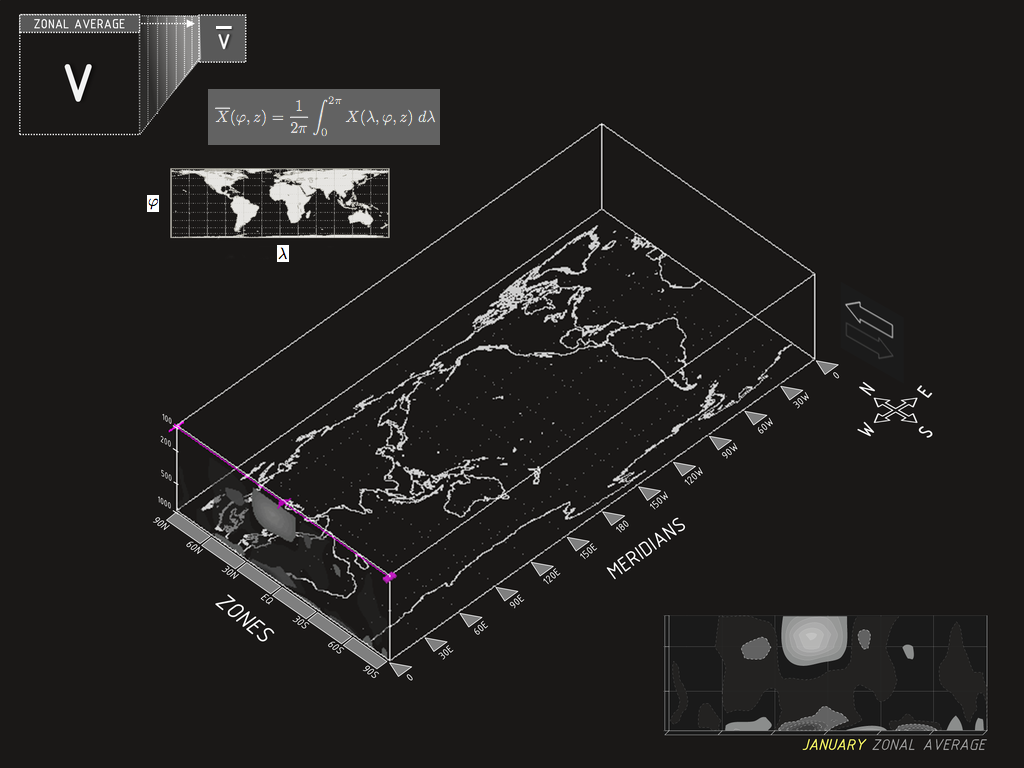 ZONAL AVERAGE
V
V̅
X̅(φ, z) = 1/2π ∫₀^2π X(λ, φ, z) dλ
φ
λ
100
200
500
1000
90N
60N
30N
EQ
30S
60S
90S
ZONES
0
30E
60E
90E
120E
150E
180
150W
120W
90W
60W
30W
0
MERIDIANS
N
E
W
S
JANUARY ZONAL AVERAGE